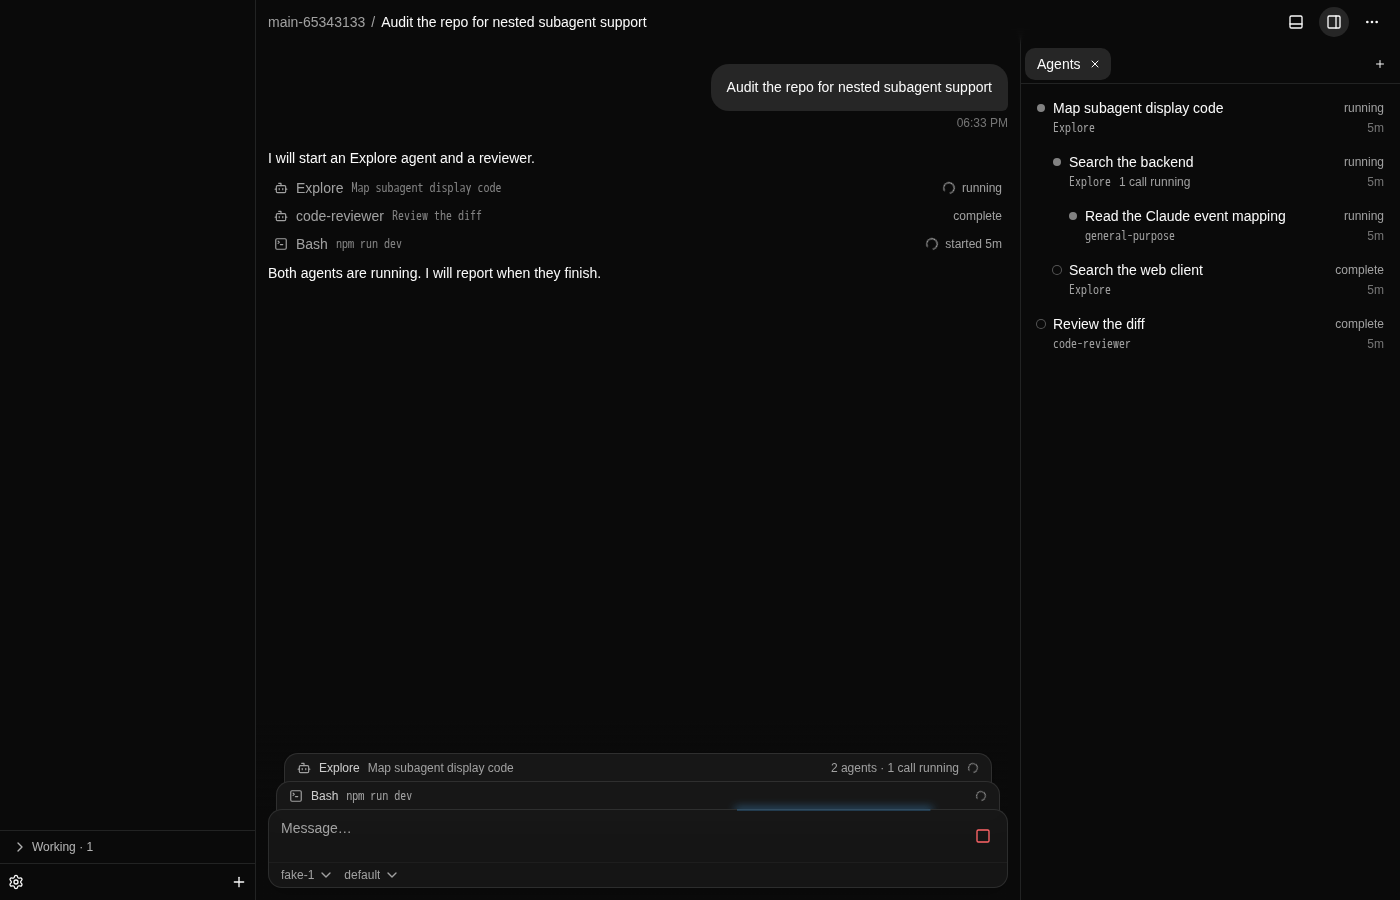 main-65343133 / Audit the repo for nested subagent support
Audit the repo for nested subagent support
06:33 PM
I will start an Explore agent and a reviewer.
Explore Map subagent display code running
code-reviewer Review the diff complete
Bash npm run dev started 5m
Both agents are running. I will report when they finish.
Explore Map subagent display code 2 agents · 1 call running
Bash npm run dev
Message…
fake-1 default
Working · 1
Agents
Map subagent display code running
Explore 5m
Search the backend running
Explore 1 call running 5m
Read the Claude event mapping running
general-purpose 5m
Search the web client complete
Explore 5m
Review the diff complete
code-reviewer 5m